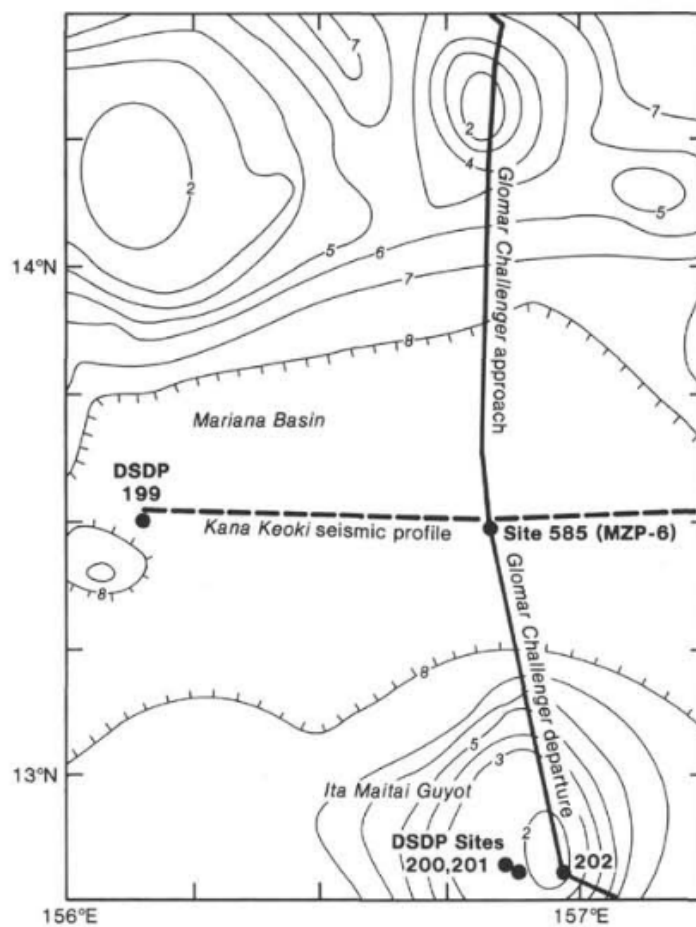 7
7
2
4
2
5
Glomar Challenger approach
5
6
14°N
7
8
Mariana Basin
DSDP
199
Kana Keoki seismic profile
Site 585 (MZP-6)
8
Glomar Challenger departure
8
5
3
13°N
Ita Maitai Guyot
2
DSDP Sites
200,201
202
156°E
157°E